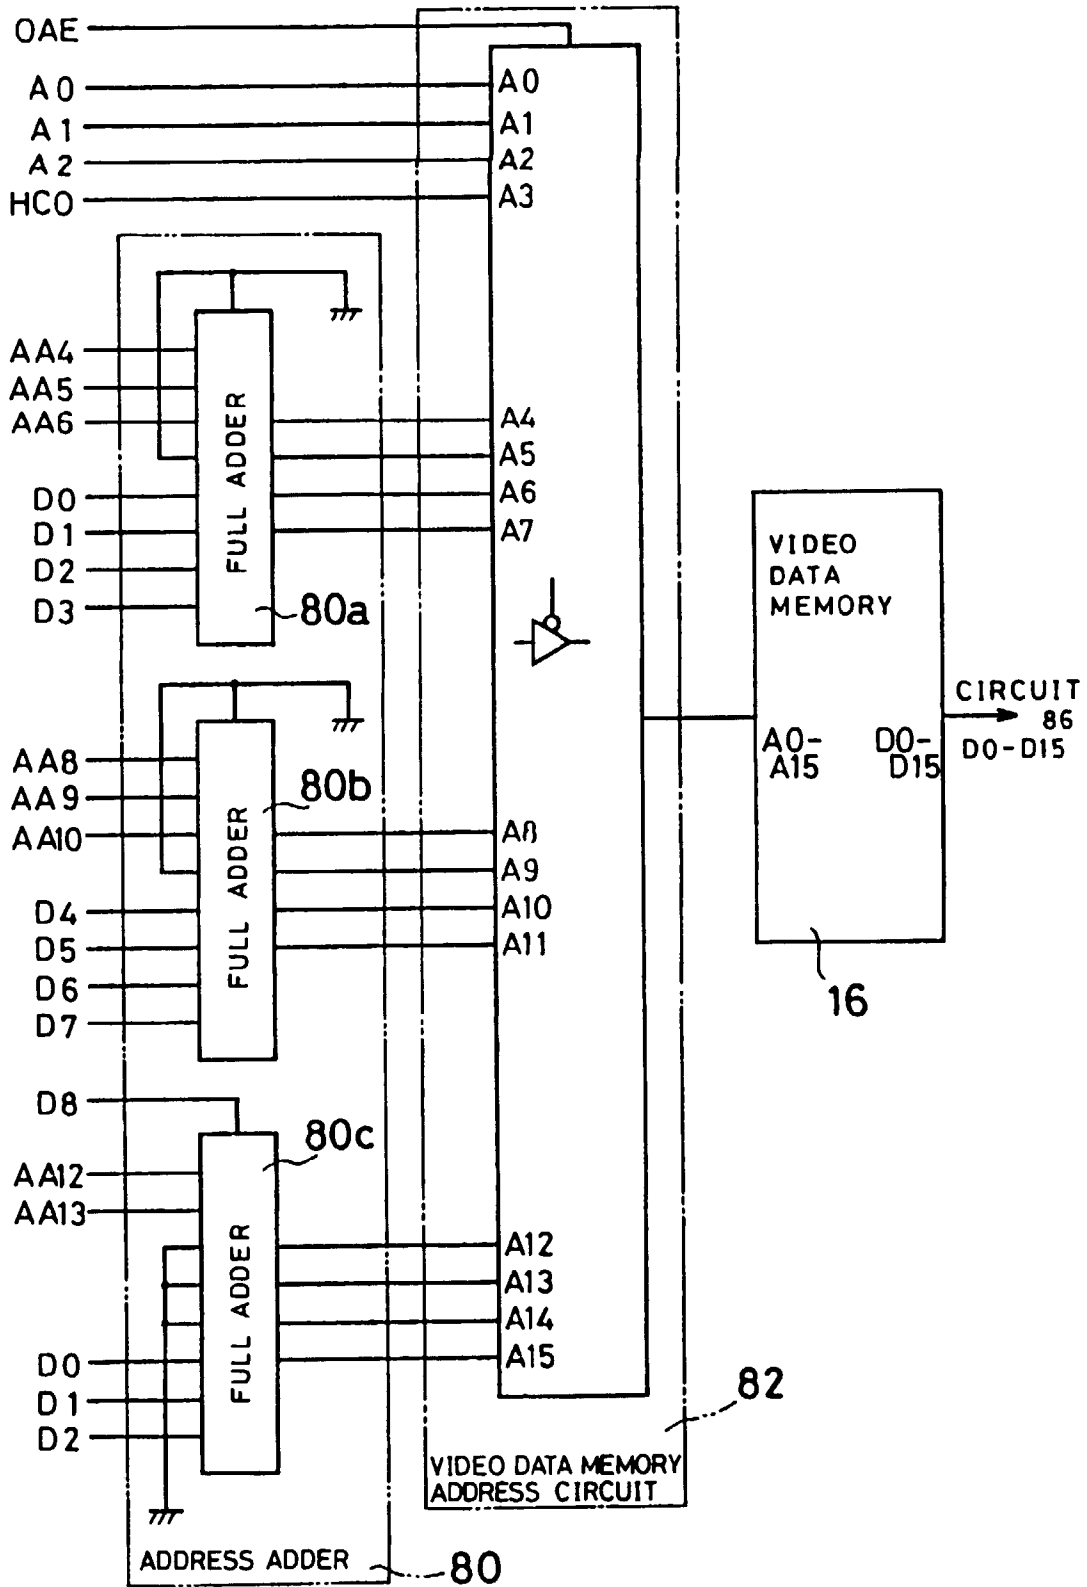 OAE
A0
A1
A2
HC0
A0
A1
A2
A3
AA4
AA5
AA6
D0
D1
D2
D3
FULL ADDER
80a
A4
A5
A6
A7
AA8
AA9
AA10
D4
D5
D6
D7
FULL ADDER
80b
A8
A9
A10
A11
D8
AA12
AA13
D0
D1
D2
FULL ADDER
80c
A12
A13
A14
A15
ADDRESS ADDER
80
VIDEO DATA MEMORY
ADDRESS CIRCUIT
82
VIDEO
DATA
MEMORY
A0-
A15
D0-
D15
16
CIRCUIT
86
D0-D15